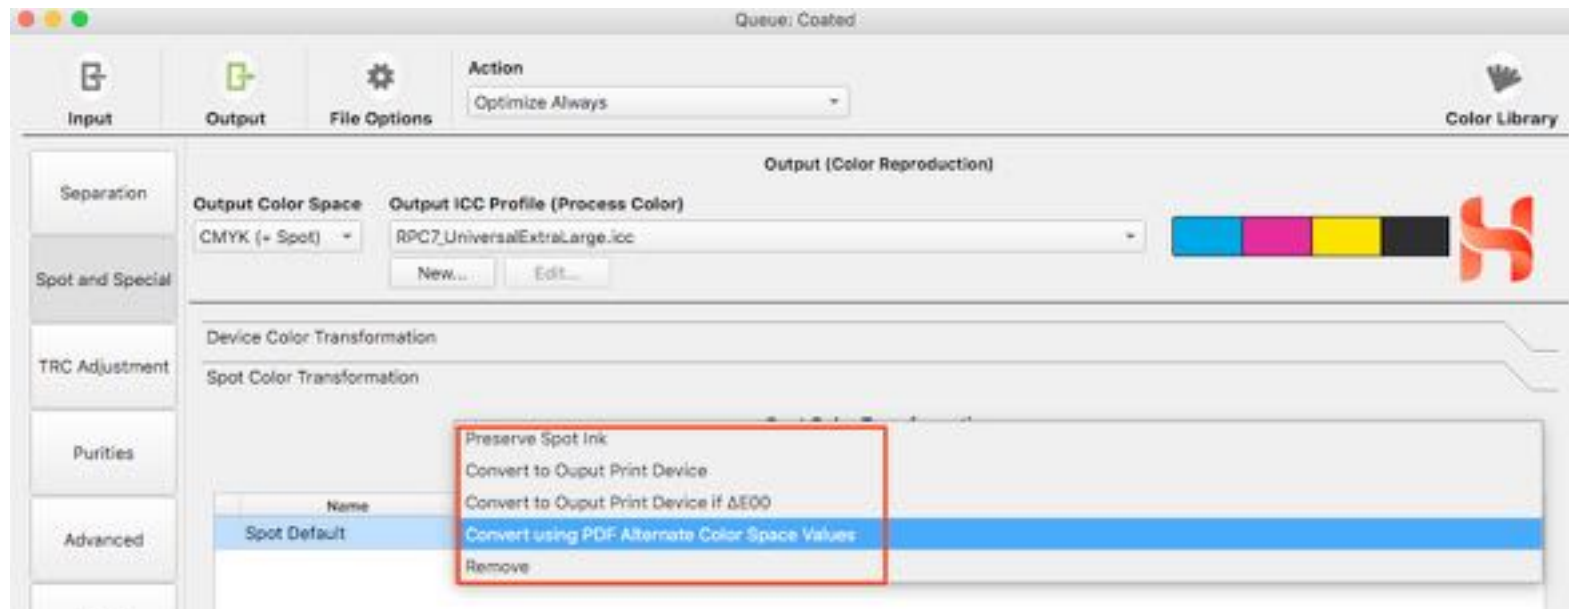 Queue: Coated
Action
Optimize Always
Input
Output
File Options
Color Library
Output (Color Reproduction)
Separation
Output Color Space
Output ICC Profile (Process Color)
CMYK (+ Spot)
RPC7_UniversalExtraLarge.icc
New...
Edit...
Spot and Special
Device Color Transformation
TRC Adjustment
Spot Color Transformation
Preserve Spot Ink
Purities
Convert to Ouput Print Device
Name
Convert to Ouput Print Device if ΔE00
Spot Default
Convert using PDF Alternate Color Space Values
Advanced
Remove